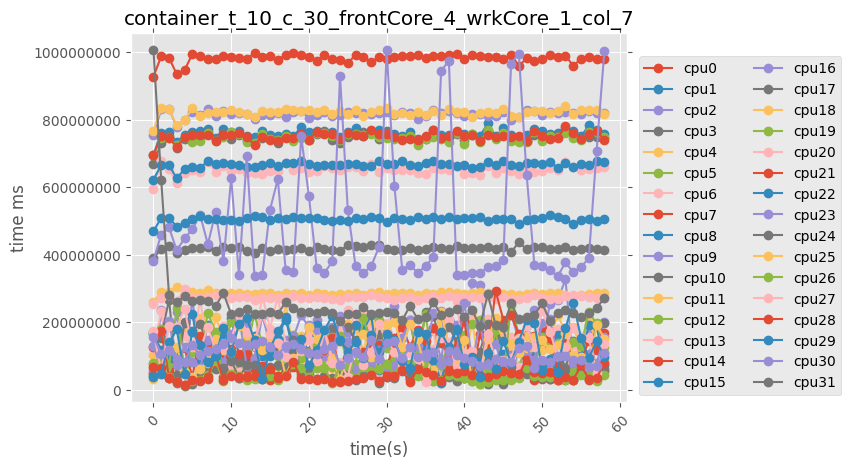 container_t_10_c_30_frontCore_4_wrkCore_1_col_7
time ms
1000000000
800000000
600000000
400000000
200000000
0
0
10
20
30
40
50
60
time(s)
cpu0
cpu1
cpu2
cpu3
cpu4
cpu5
cpu6
cpu7
cpu8
cpu9
cpu10
cpu11
cpu12
cpu13
cpu14
cpu15
cpu16
cpu17
cpu18
cpu19
cpu20
cpu21
cpu22
cpu23
cpu24
cpu25
cpu26
cpu27
cpu28
cpu29
cpu30
cpu31